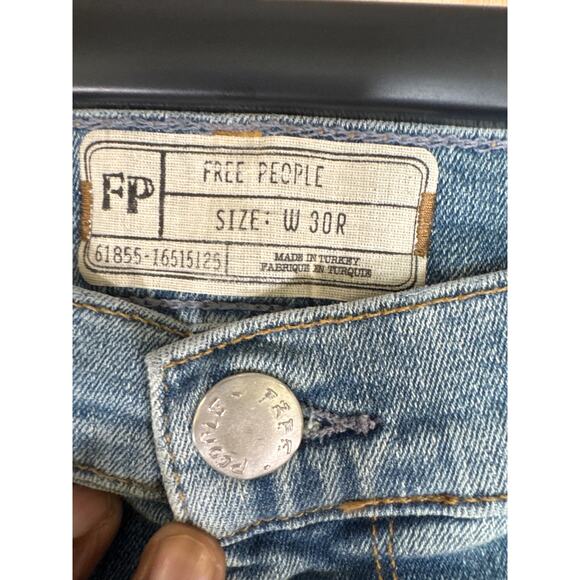 FP
FREE PEOPLE
SIZE: W 30R
61855-16515125
MADE IN TURKEY
FABRIQUE EN TURQUIE
FREE · PEOPLE ·